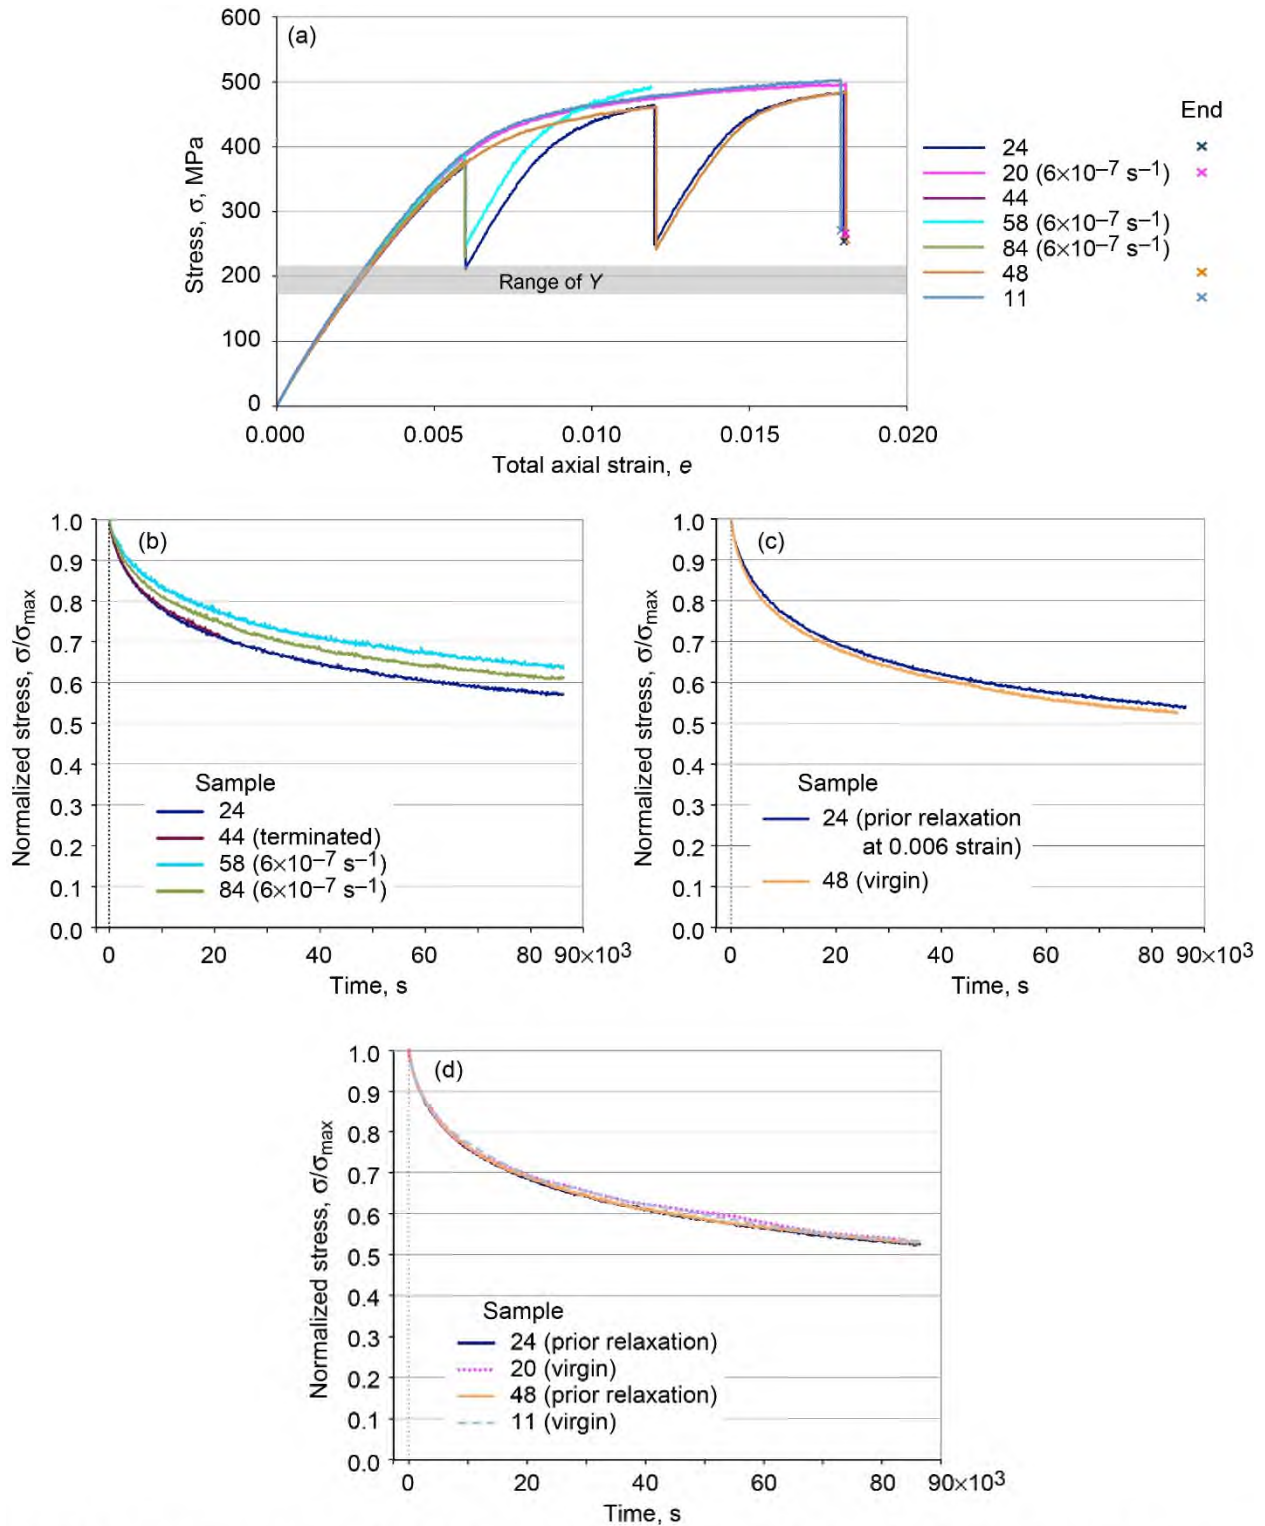 (a)
600
500
400
300
200
100
0
Stress, σ, MPa
Range of Y
0.000 0.005 0.010 0.015 0.020
Total axial strain, e
End
24
20 (6×10−7 s−1)
44
58 (6×10−7 s−1)
84 (6×10−7 s−1)
48
11
(b)
1.0
0.9
0.8
0.7
0.6
0.5
0.4
0.3
0.2
0.1
0.0
Normalized stress, σ/σmax
Sample
24
44 (terminated)
58 (6×10−7 s−1)
84 (6×10−7 s−1)
0 20 40 60 80 90×103
Time, s
(c)
1.0
0.9
0.8
0.7
0.6
0.5
0.4
0.3
0.2
0.1
0.0
Normalized stress, σ/σmax
Sample
24 (prior relaxation
at 0.006 strain)
48 (virgin)
0 20 40 60 80 90×103
Time, s
(d)
1.0
0.9
0.8
0.7
0.6
0.5
0.4
0.3
0.2
0.1
0.0
Normalized stress, σ/σmax
Sample
24 (prior relaxation)
20 (virgin)
48 (prior relaxation)
11 (virgin)
0 20 40 60 80 90×103
Time, s